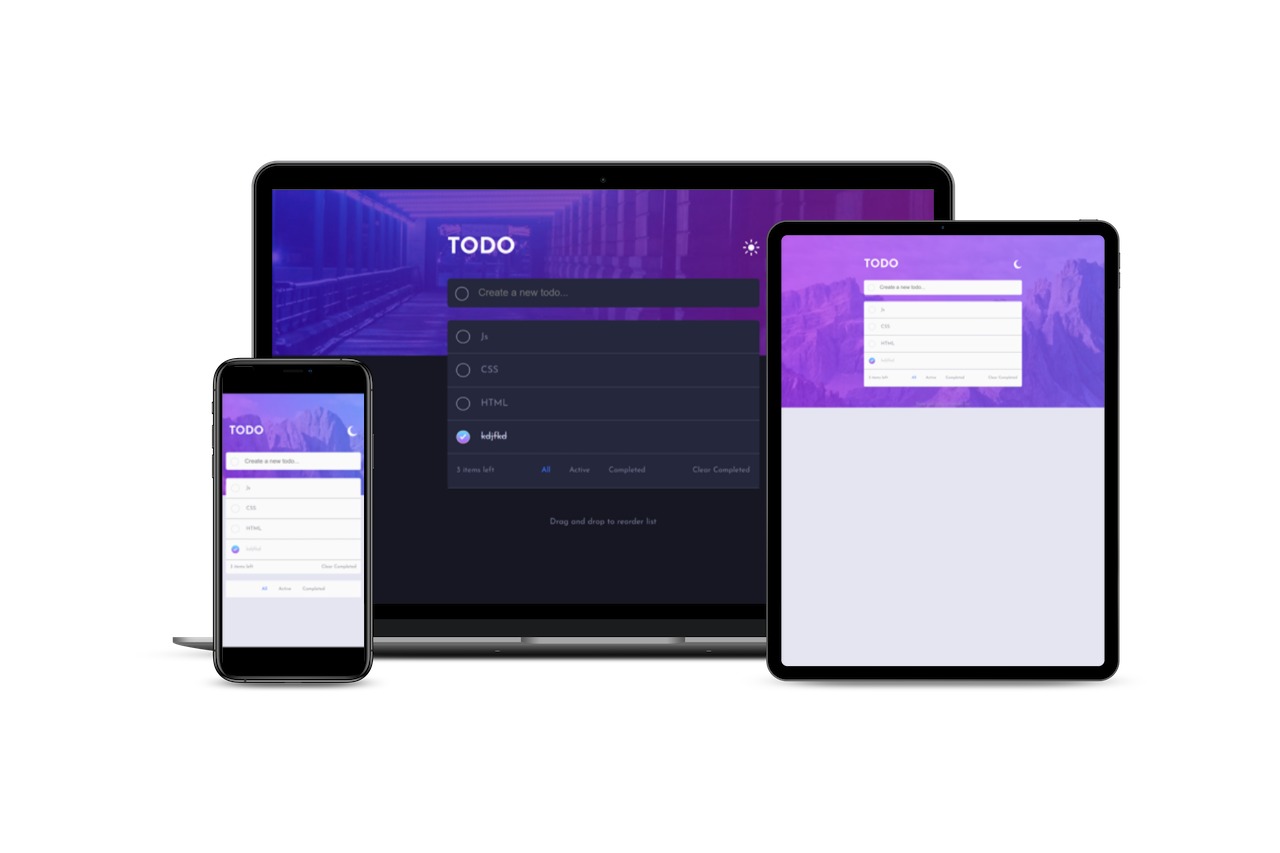 TODO
Create a new todo...
Js
CSS
HTML
kdjfkd
3 items left All Active Completed Clear Completed
Drag and drop to reorder list
TODO
Create a new todo...
Js
CSS
HTML
3 items left All Active Completed Clear Completed
TODO
Create a new todo...
Js
CSS
HTML
kdjfkd
3 items left Clear Completed
All Active Completed